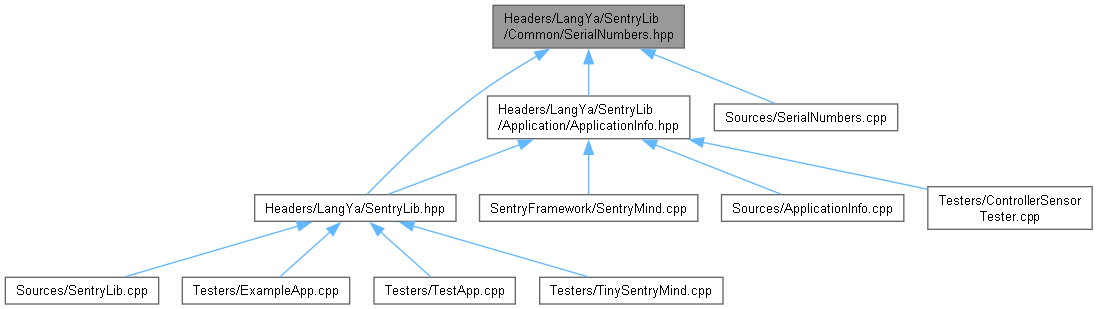 Headers/LangYa/SentryLib
/Common/SerialNumbers.hpp
Headers/LangYa/SentryLib
/Application/ApplicationInfo.hpp
Sources/SerialNumbers.cpp
Headers/LangYa/SentryLib.hpp
SentryFramework/SentryMind.cpp
Sources/ApplicationInfo.cpp
Testers/ControllerSensor
Tester.cpp
Sources/SentryLib.cpp
Testers/ExampleApp.cpp
Testers/TestApp.cpp
Testers/TinySentryMind.cpp